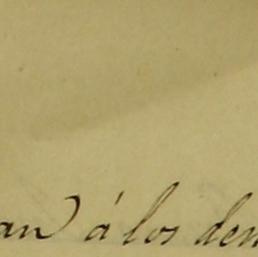 an) á los dem